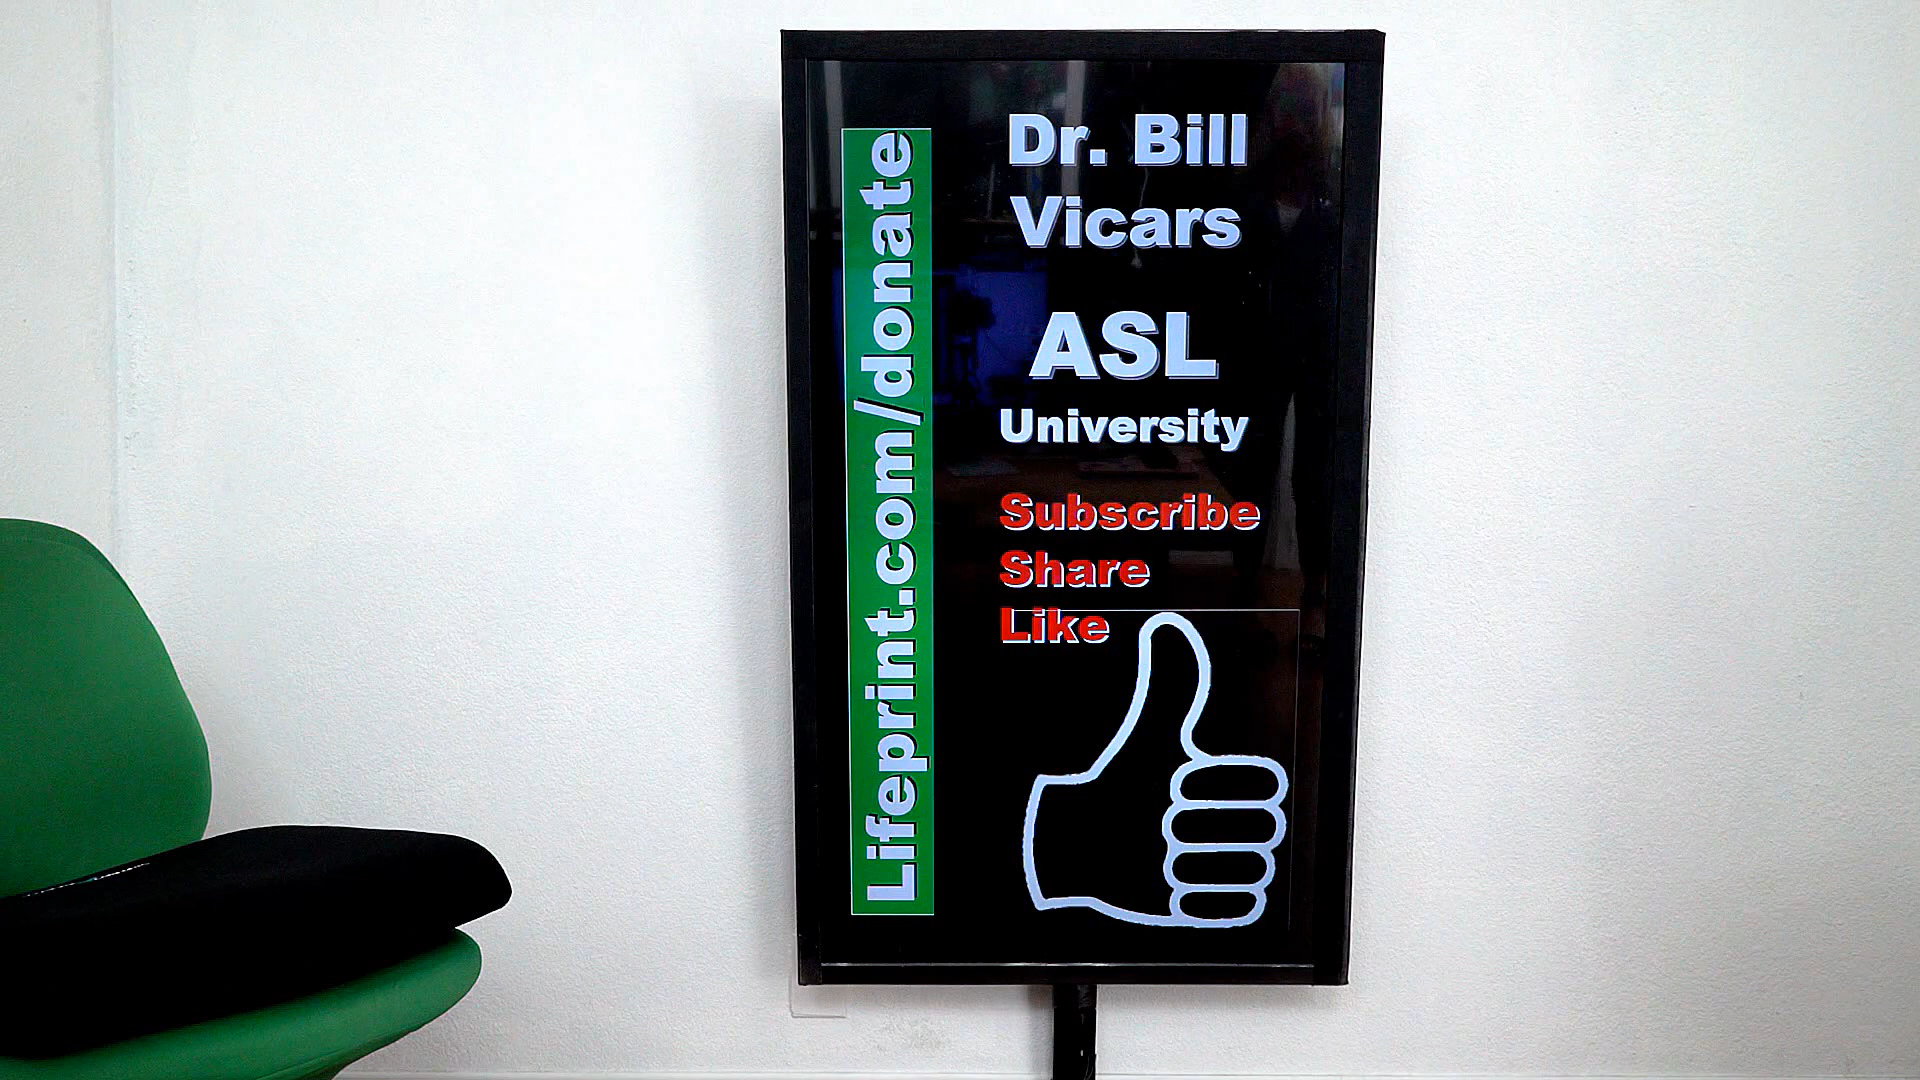 Lifeprint.com/donate
Dr. Bill
Vicars
ASL
University
Subscribe
Share
Like